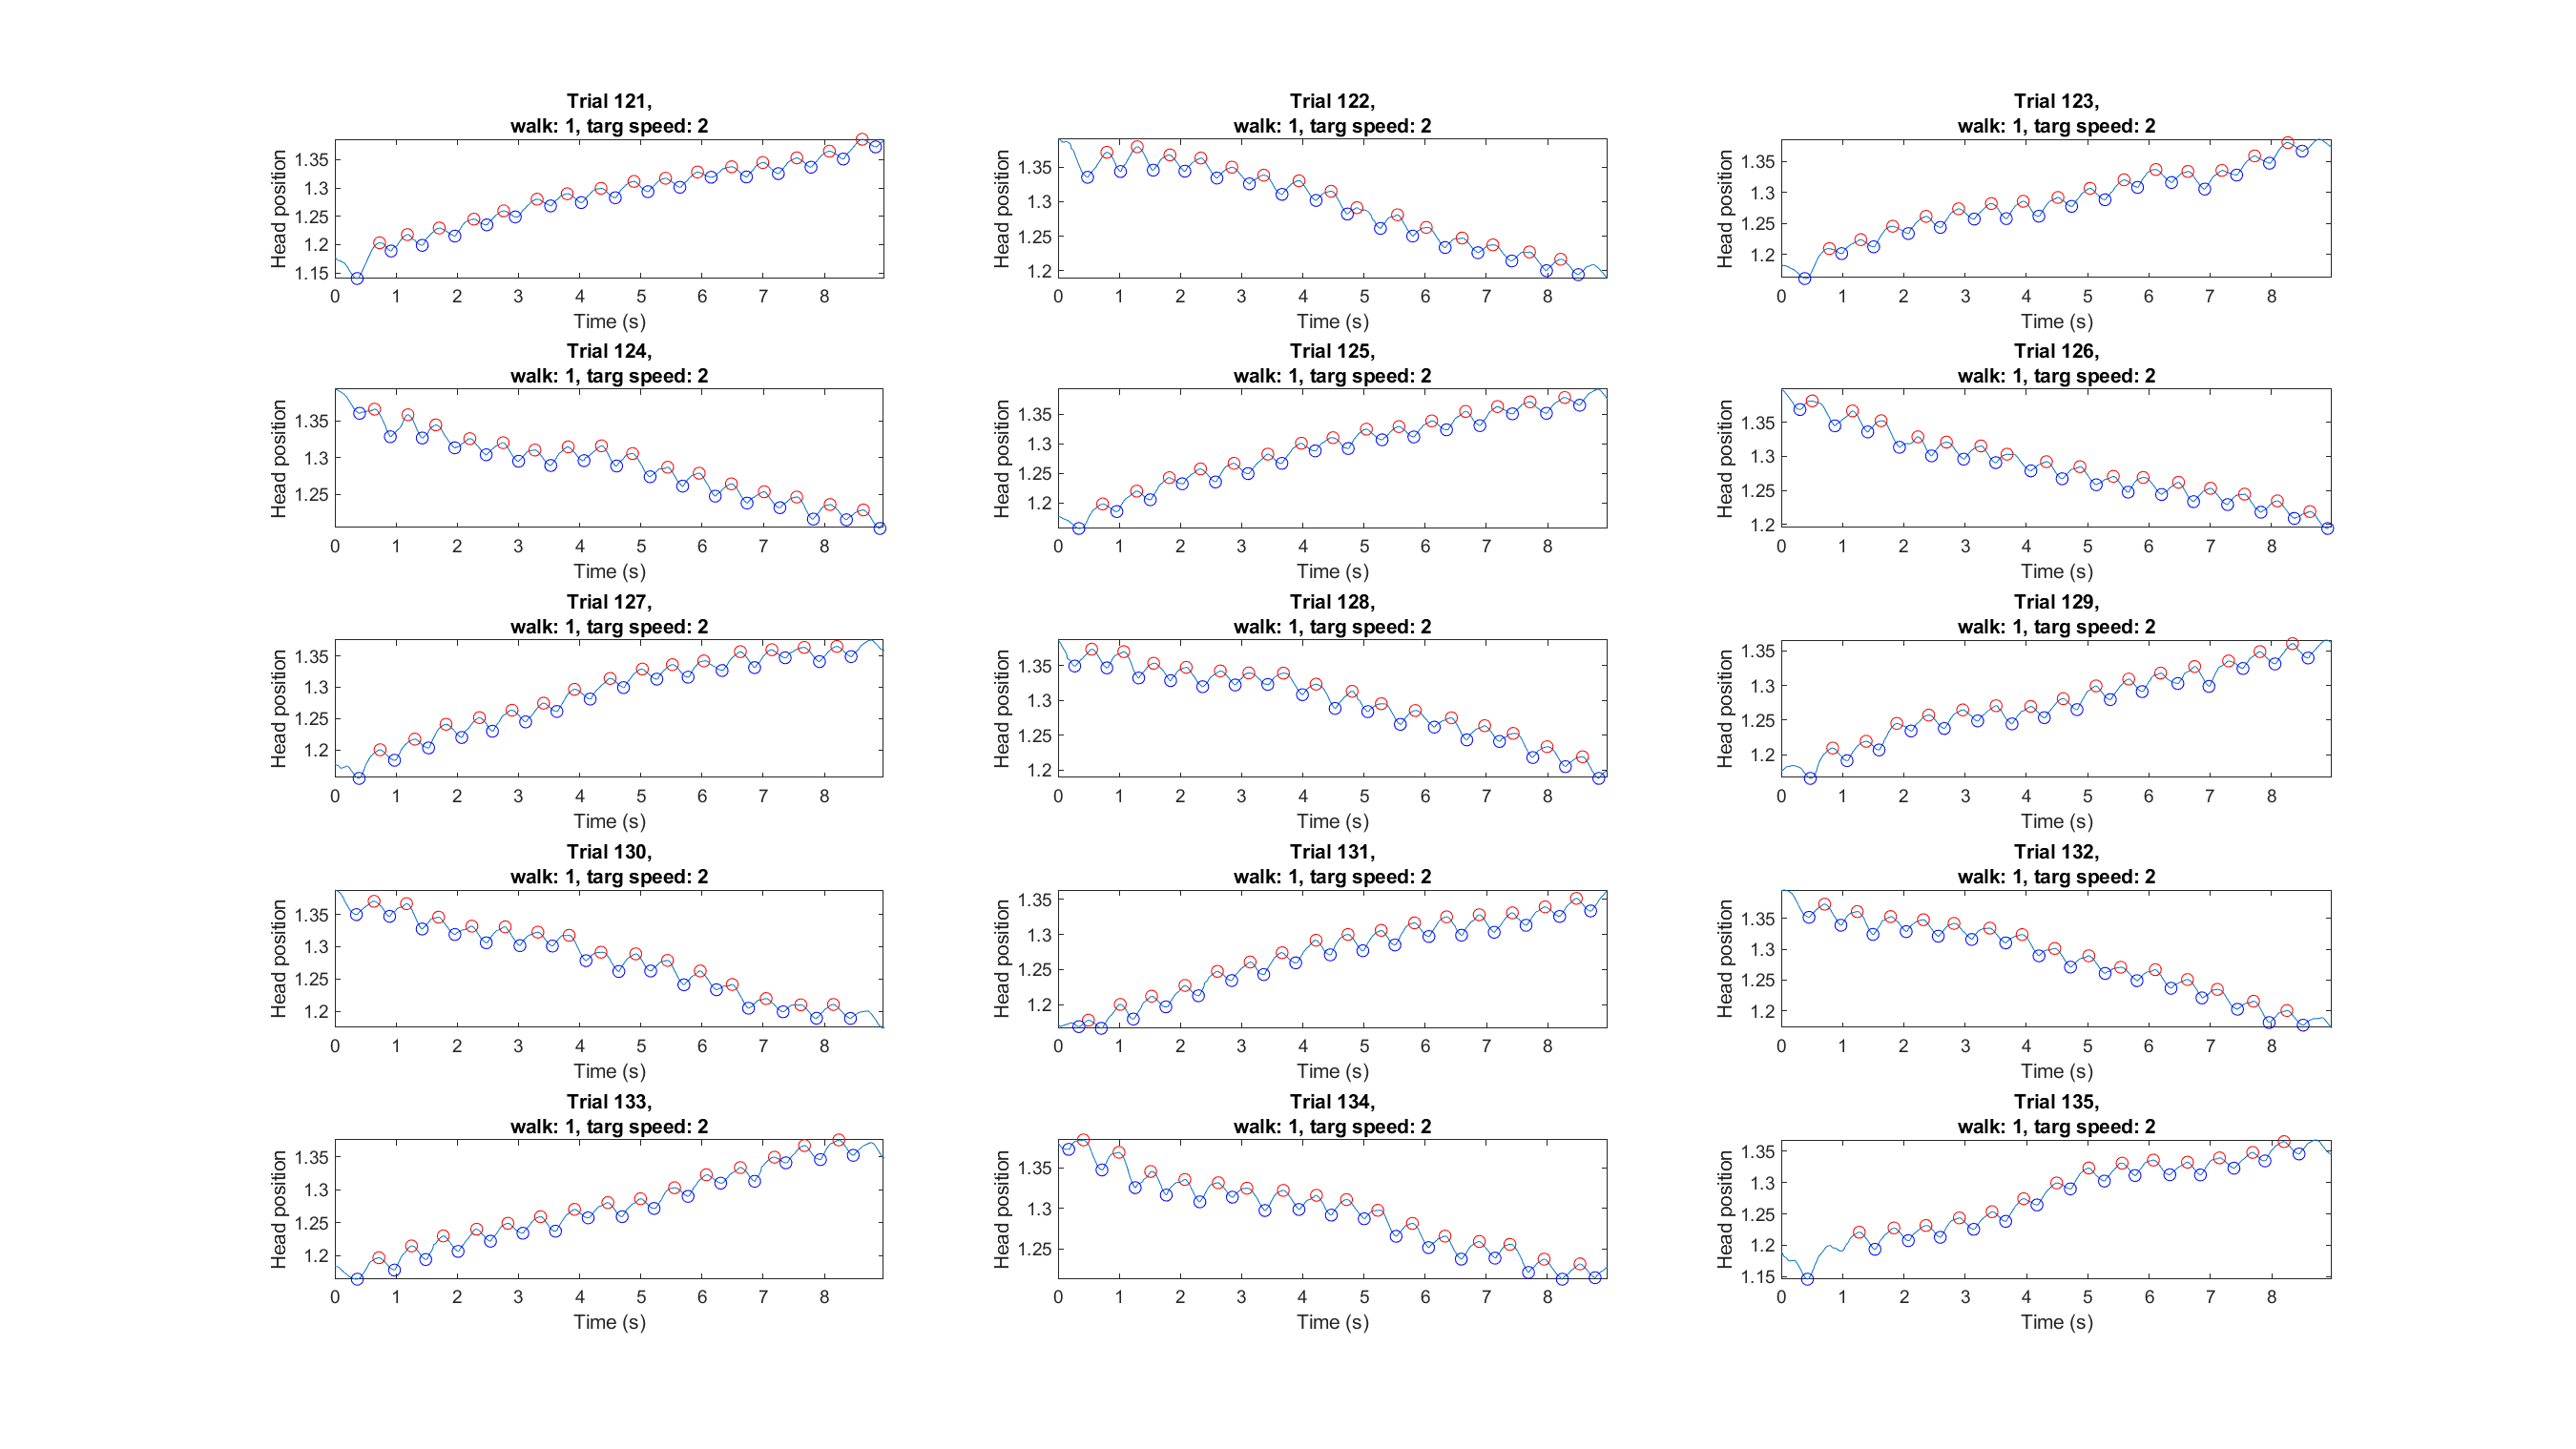 Trial 121,
walk: 1, targ speed: 2
Head position
1.35
1.3
1.25
1.2
1.15
0 1 2 3 4 5 6 7 8
Time (s)
Trial 122,
walk: 1, targ speed: 2
Head position
1.35
1.3
1.25
1.2
0 1 2 3 4 5 6 7 8
Time (s)
Trial 123,
walk: 1, targ speed: 2
Head position
1.35
1.3
1.25
1.2
0 1 2 3 4 5 6 7 8
Time (s)
Trial 124,
walk: 1, targ speed: 2
Head position
1.35
1.3
1.25
0 1 2 3 4 5 6 7 8
Time (s)
Trial 125,
walk: 1, targ speed: 2
Head position
1.35
1.3
1.25
1.2
0 1 2 3 4 5 6 7 8
Time (s)
Trial 126,
walk: 1, targ speed: 2
Head position
1.35
1.3
1.25
1.2
0 1 2 3 4 5 6 7 8
Time (s)
Trial 127,
walk: 1, targ speed: 2
Head position
1.35
1.3
1.25
1.2
0 1 2 3 4 5 6 7 8
Time (s)
Trial 128,
walk: 1, targ speed: 2
Head position
1.35
1.3
1.25
1.2
0 1 2 3 4 5 6 7 8
Time (s)
Trial 129,
walk: 1, targ speed: 2
Head position
1.35
1.3
1.25
1.2
0 1 2 3 4 5 6 7 8
Time (s)
Trial 130,
walk: 1, targ speed: 2
Head position
1.35
1.3
1.25
1.2
0 1 2 3 4 5 6 7 8
Time (s)
Trial 131,
walk: 1, targ speed: 2
Head position
1.35
1.3
1.25
1.2
0 1 2 3 4 5 6 7 8
Time (s)
Trial 132,
walk: 1, targ speed: 2
Head position
1.35
1.3
1.25
1.2
0 1 2 3 4 5 6 7 8
Time (s)
Trial 133,
walk: 1, targ speed: 2
Head position
1.35
1.3
1.25
1.2
0 1 2 3 4 5 6 7 8
Time (s)
Trial 134,
walk: 1, targ speed: 2
Head position
1.35
1.3
1.25
0 1 2 3 4 5 6 7 8
Time (s)
Trial 135,
walk: 1, targ speed: 2
Head position
1.35
1.3
1.25
1.2
1.15
0 1 2 3 4 5 6 7 8
Time (s)